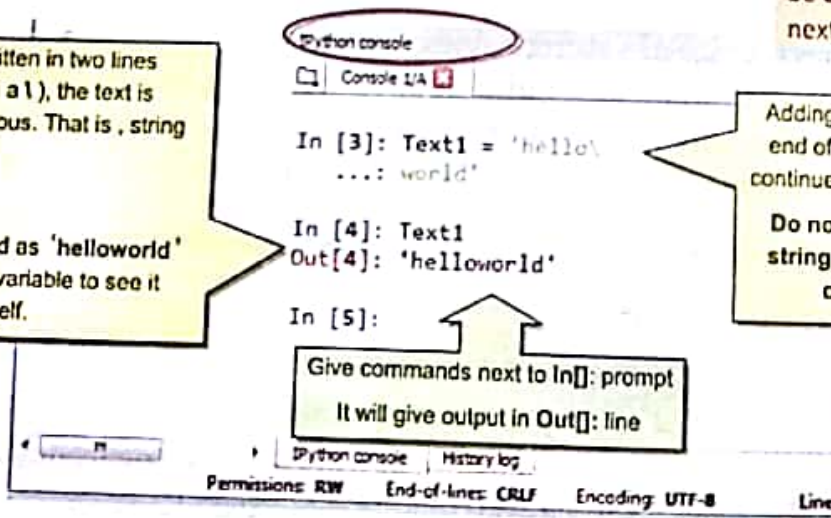 next
IPython console
Console 1/A
itten in two lines
a\), the text is
ous. That is , string
d as 'helloworld'
variable to see it
elf.
In [3]: Text1 = 'hello\
...: world'
In [4]: Text1
Out[4]: 'helloworld'
In [5]:
Adding
end of
continue
Do no
string
Give commands next to In[]: prompt
It will give output in Out[]: line
IPython console
History log
Permissions: RW End-of-lines: CRLF Encoding: UTF-8 Line